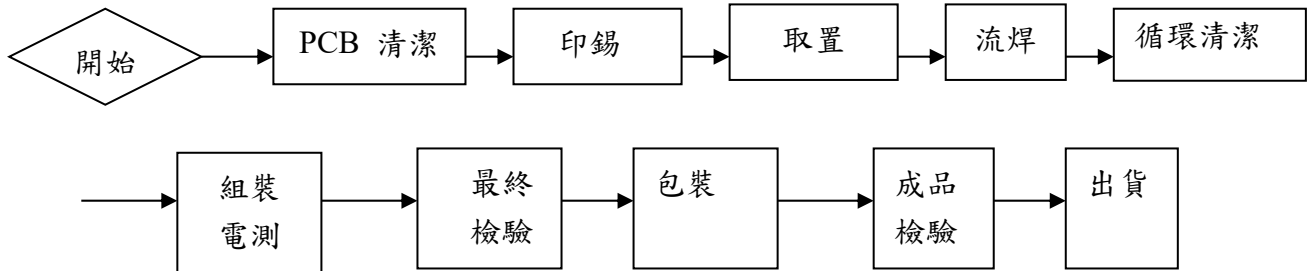 開始
PCB 清潔
印錫
取置
流焊
循環清潔
組裝
電測
最終
檢驗
包裝
成品
檢驗
出貨